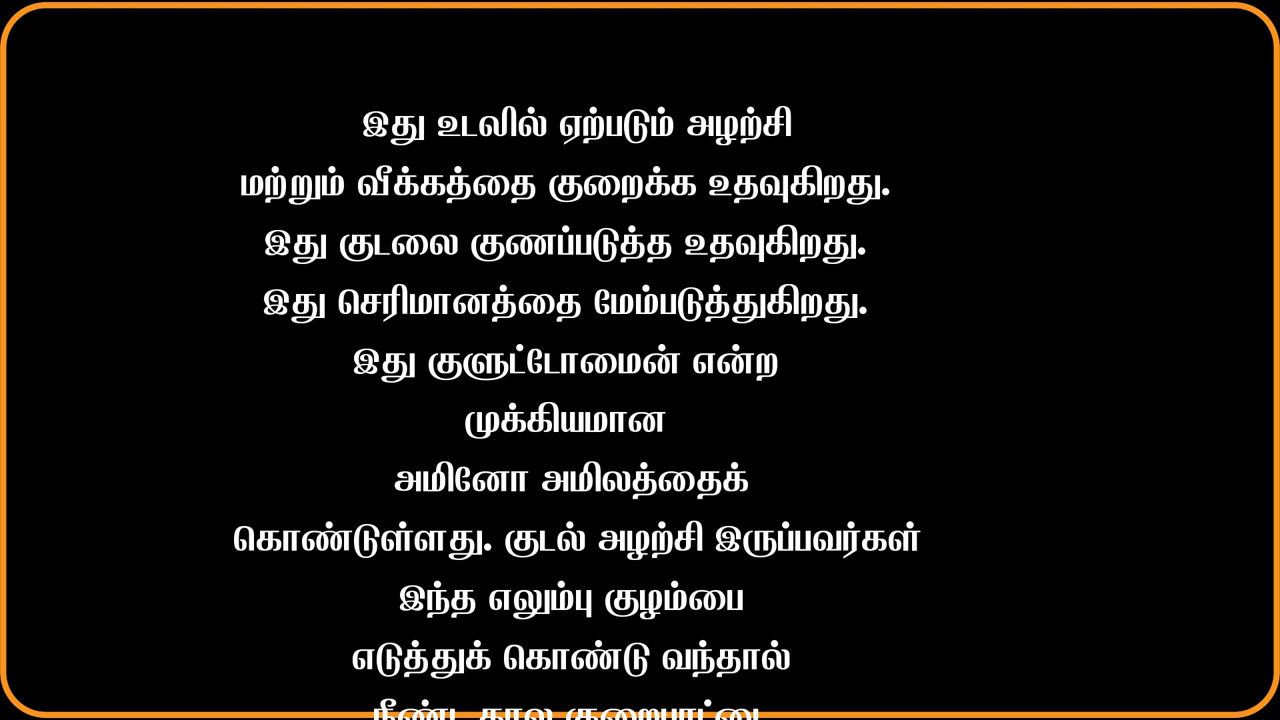 இது உடலில் ஏற்படும் அழற்சி
மற்றும் வீக்கத்தை குறைக்க உதவுகிறது.
இது குடலை குணப்படுத்த உதவுகிறது.
இது செரிமானத்தை மேம்படுத்துகிறது.
இது குளுட்டோமைன் என்ற
முக்கியமான
அமினோ அமிலத்தைக்
கொண்டுள்ளது. குடல் அழற்சி இருப்பவர்கள்
இந்த எலும்பு குழம்பை
எடுத்துக் கொண்டு வந்தால்
நீண்ட கால